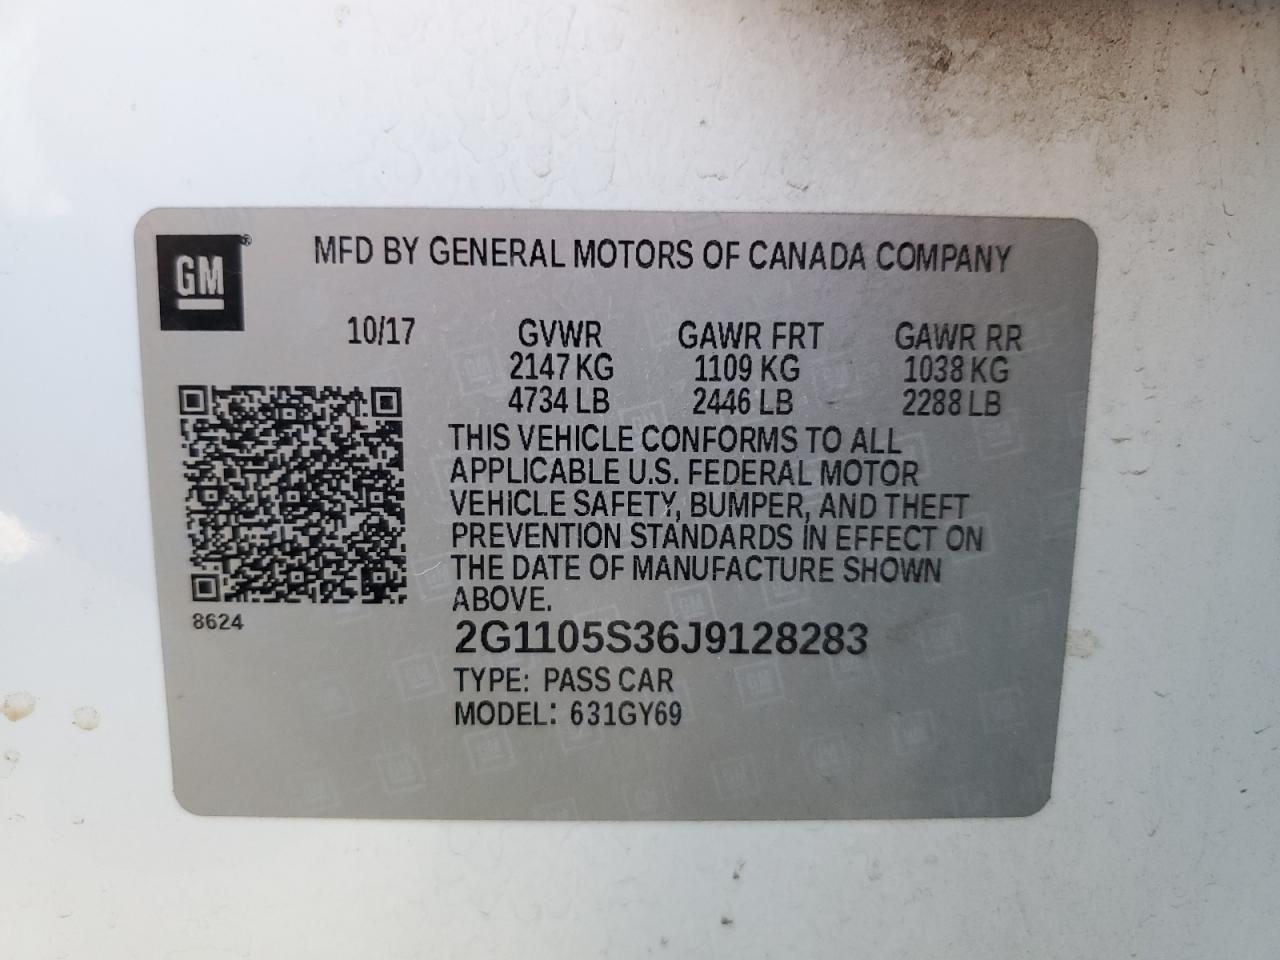 GM®
MFD BY GENERAL MOTORS OF CANADA COMPANY
10/17 GVWR GAWR FRT GAWR RR
2147 KG 1109 KG 1038 KG
4734 LB 2446 LB 2288 LB
THIS VEHICLE CONFORMS TO ALL
APPLICABLE U.S. FEDERAL MOTOR
VEHICLE SAFETY, BUMPER, AND THEFT
PREVENTION STANDARDS IN EFFECT ON
THE DATE OF MANUFACTURE SHOWN
ABOVE.
8624
2G1105S36J9128283
TYPE: PASS CAR
MODEL: 631GY69